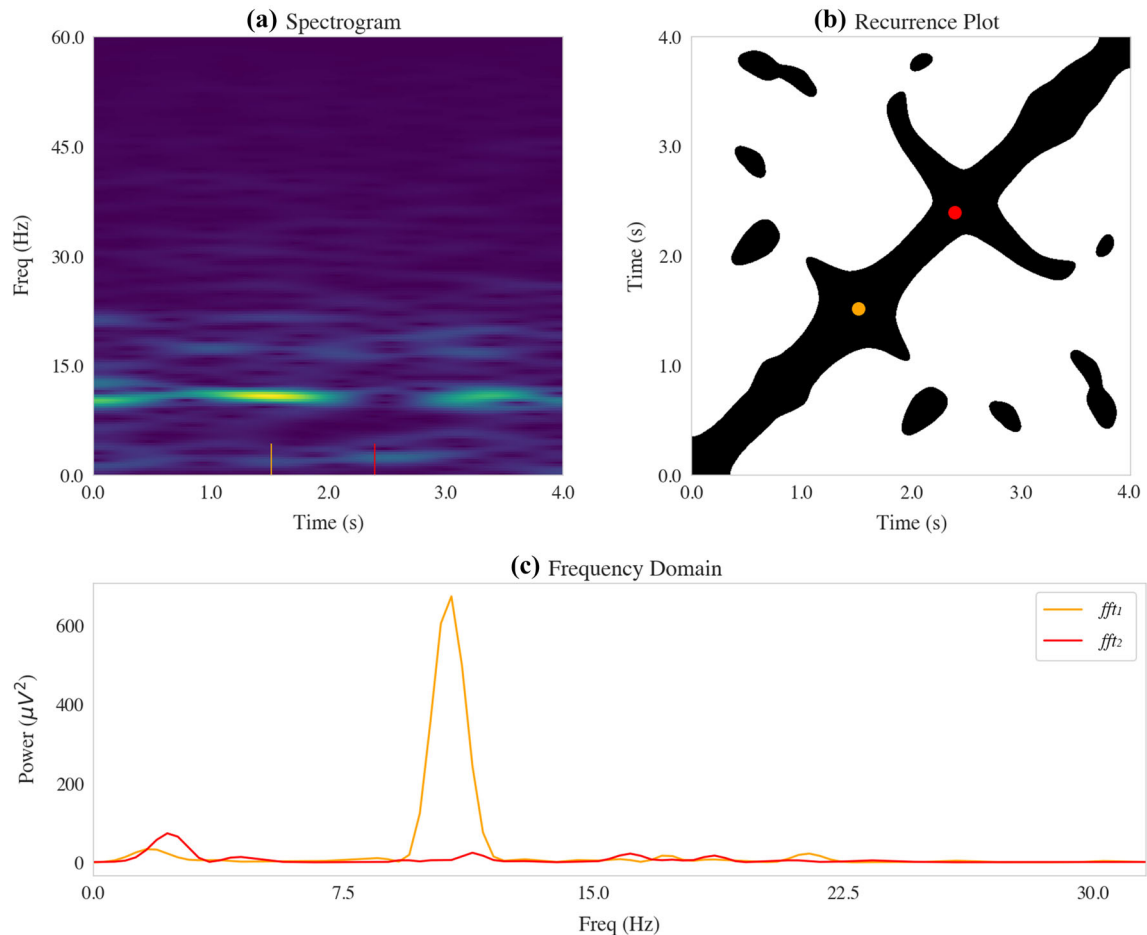 (a) Spectrogram
60.0
45.0
30.0
15.0
0.0
Freq (Hz)
0.0 1.0 2.0 3.0 4.0
Time (s)
(b) Recurrence Plot
4.0
3.0
2.0
1.0
0.0
Time (s)
0.0 1.0 2.0 3.0 4.0
Time (s)
(c) Frequency Domain
600
400
200
0
Power (μV²)
fft₁
fft₂
0.0 7.5 15.0 22.5 30.0
Freq (Hz)